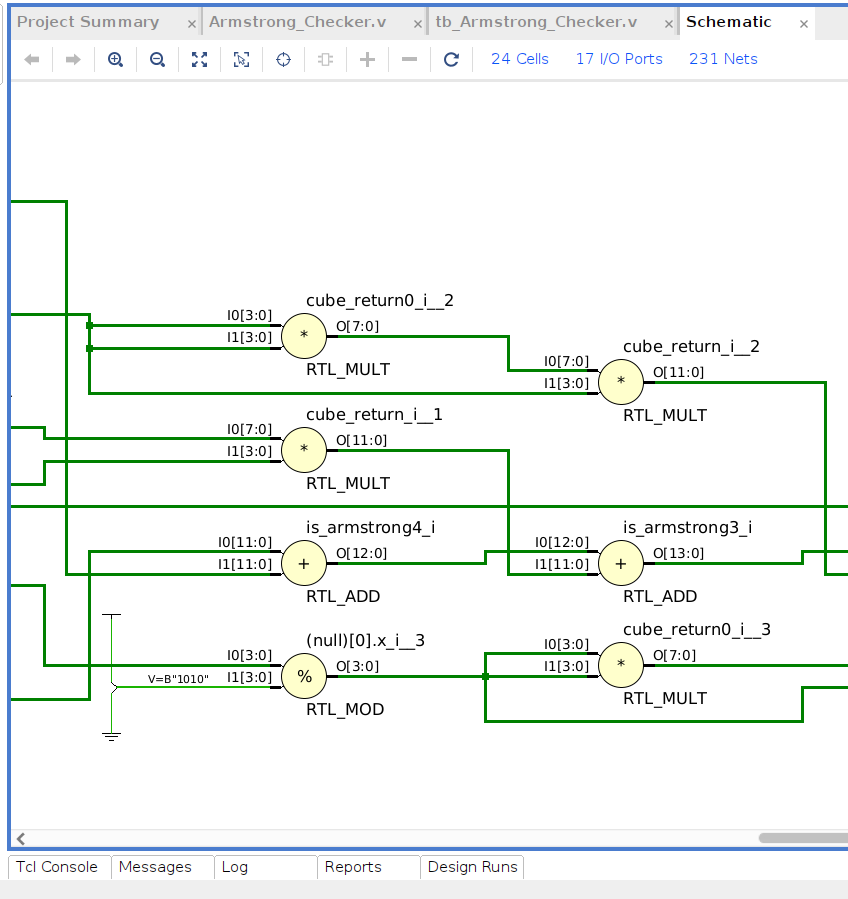 Project Summary × Armstrong_Checker.v × tb_Armstrong_Checker.v × Schematic ×
24 Cells 17 I/O Ports 231 Nets
cube_return0_i__2
I0[3:0]
I1[3:0]
*
O[7:0]
RTL_MULT
cube_return_i__2
I0[7:0]
I1[3:0]
*
O[11:0]
RTL_MULT
cube_return_i__1
I0[7:0]
I1[3:0]
*
O[11:0]
RTL_MULT
is_armstrong4_i
I0[11:0]
I1[11:0]
+
O[12:0]
RTL_ADD
is_armstrong3_i
I0[12:0]
I1[11:0]
+
O[13:0]
RTL_ADD
(null)[0].x_i__3
I0[3:0]
V=B"1010" I1[3:0]
%
O[3:0]
RTL_MOD
cube_return0_i__3
I0[3:0]
I1[3:0]
*
O[7:0]
RTL_MULT
Tcl Console Messages Log Reports Design Runs